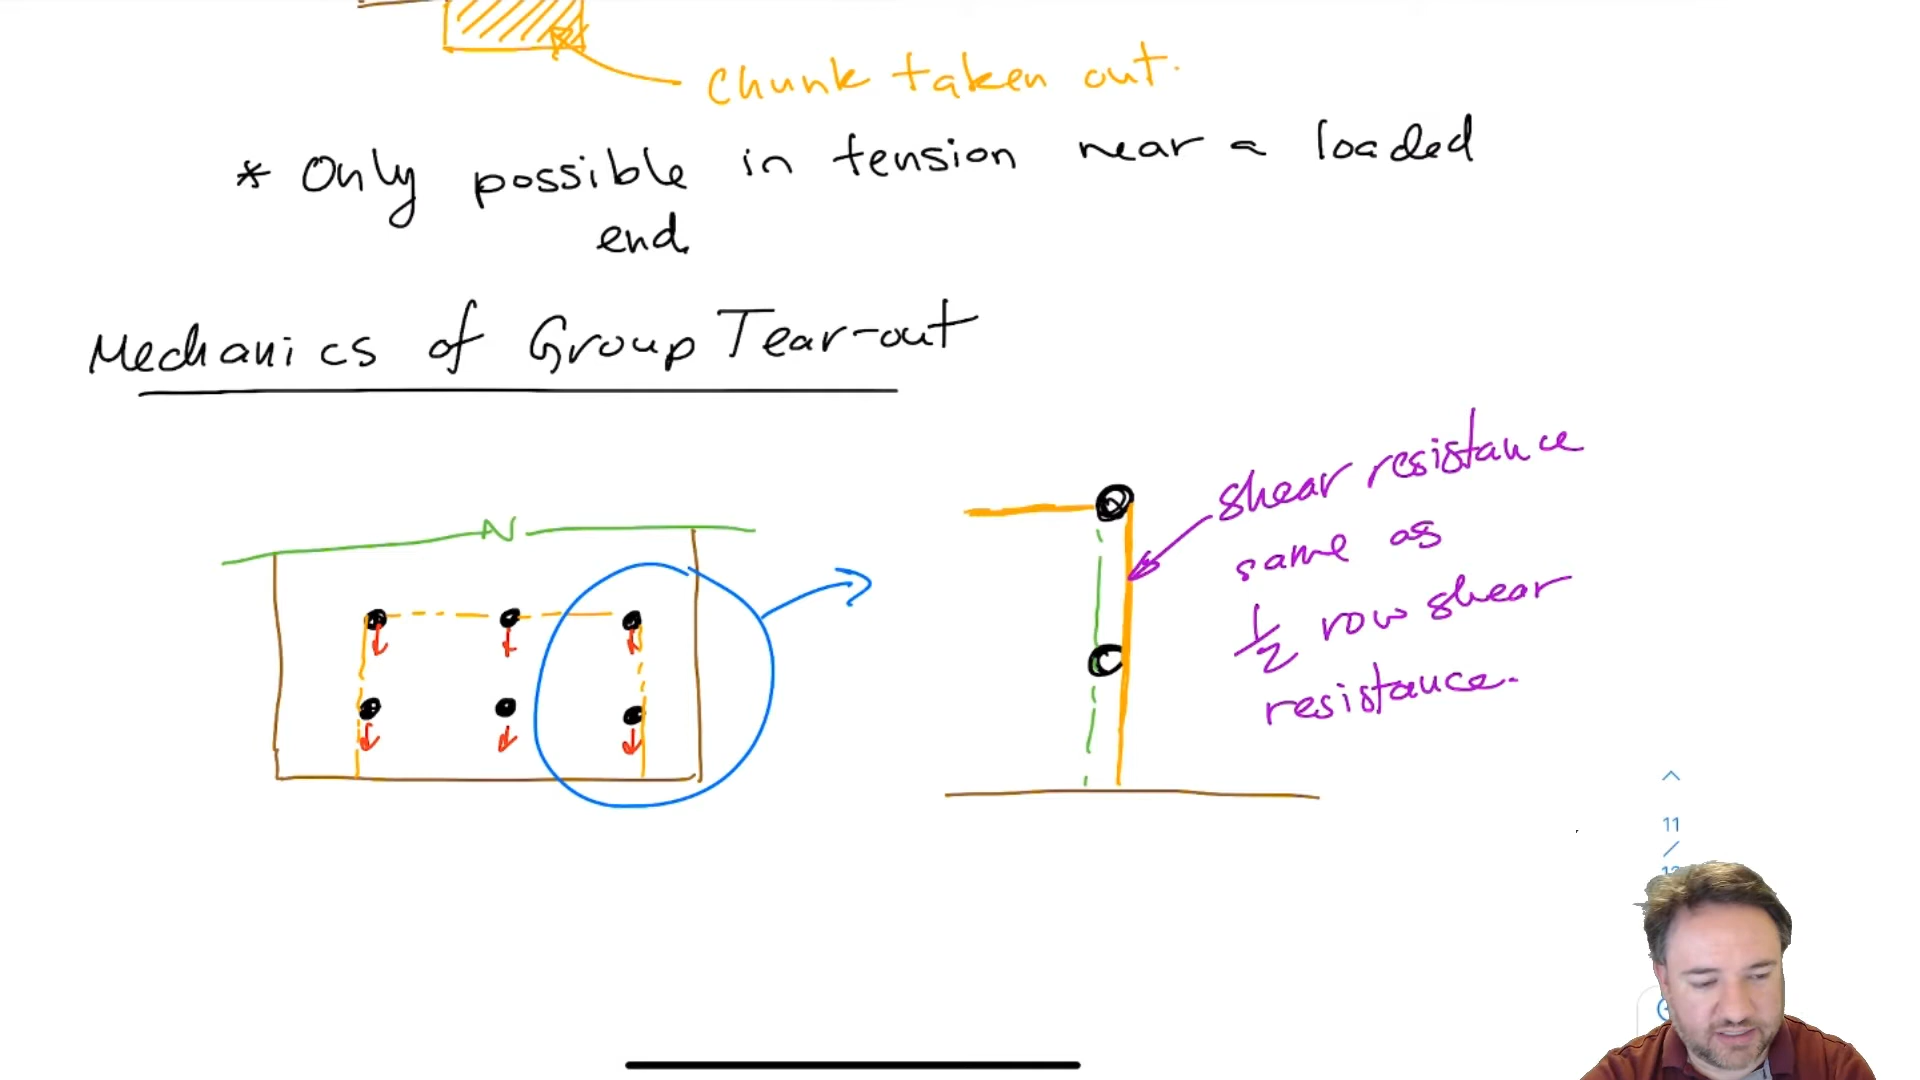 Chunk taken out.
* Only possible in tension near a loaded
end.
Mechanics of Group Tear-out
shear resistance
same as
1/2 row shear
resistance.
11
/